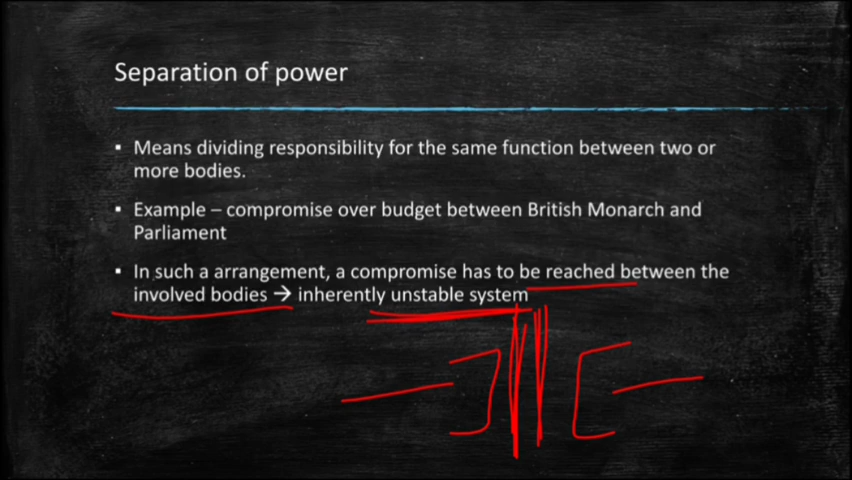 Separation of power
▪ Means dividing responsibility for the same function between two or
more bodies.
▪ Example – compromise over budget between British Monarch and
Parliament
▪ In such a arrangement, a compromise has to be reached between the
involved bodies → inherently unstable system